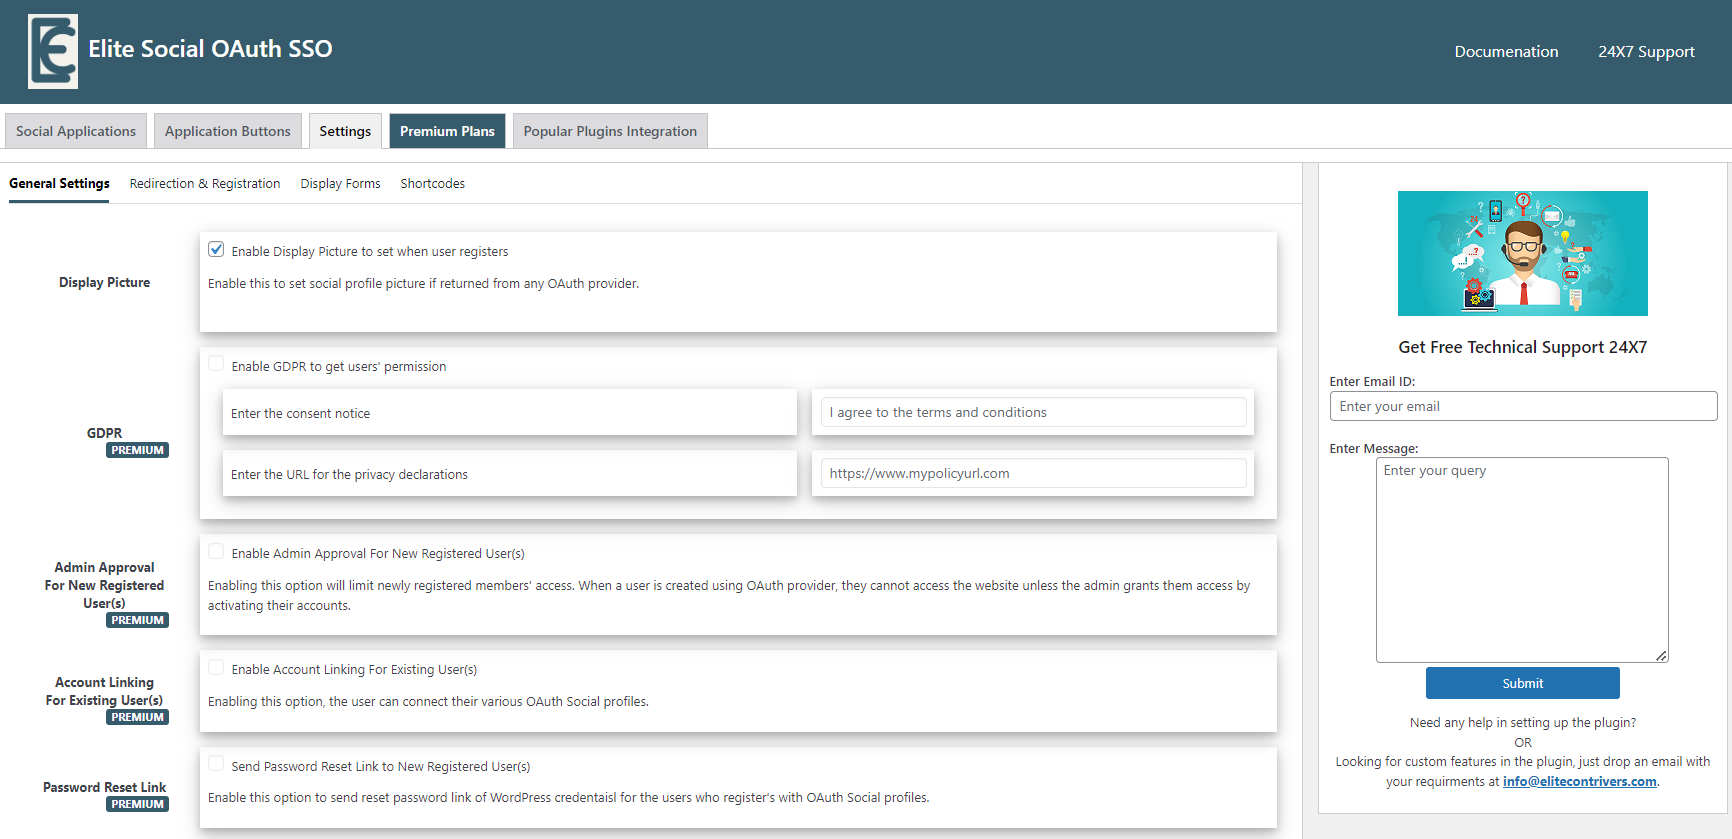 Elite Social OAuth SSO
Documenation
24X7 Support
Social Applications
Application Buttons
Settings
Premium Plans
Popular Plugins Integration
General Settings
Redirection & Registration
Display Forms
Shortcodes
Display Picture
Enable Display Picture to set when user registers
Enable this to set social profile picture if returned from any OAuth provider.
GDPR
PREMIUM
Enable GDPR to get users' permission
Enter the consent notice
I agree to the terms and conditions
Enter the URL for the privacy declarations
https://www.mypolicyurl.com
Admin Approval
For New Registered
User(s)
PREMIUM
Enable Admin Approval For New Registered User(s)
Enabling this option will limit newly registered members' access. When a user is created using OAuth provider, they cannot access the website unless the admin grants them access by
activating their accounts.
Account Linking
For Existing User(s)
PREMIUM
Enable Account Linking For Existing User(s)
Enabling this option, the user can connect their various OAuth Social profiles.
Password Reset Link
PREMIUM
Send Password Reset Link to New Registered User(s)
Enable this option to send reset password link of WordPress credentaisl for the users who register's with OAuth Social profiles.
Get Free Technical Support 24X7
Enter Email ID:
Enter your email
Enter Message:
Enter your query
Submit
Need any help in setting up the plugin?
OR
Looking for custom features in the plugin, just drop an email with
your requirments at info@elitecontrivers.com.